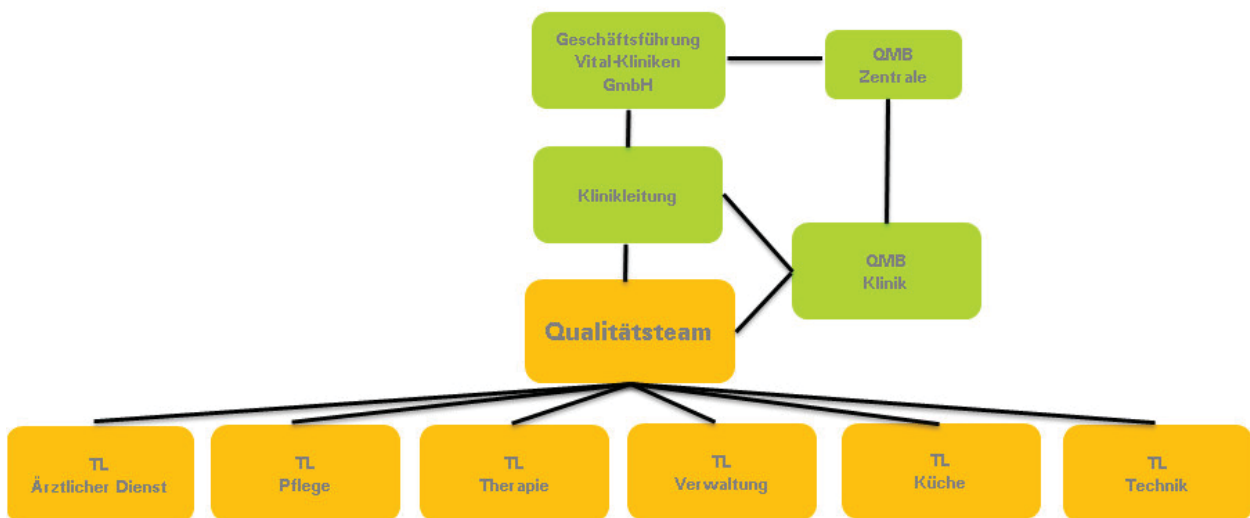 Geschäftsführung
Vital-Kliniken
GmbH
QMB
Zentrale
Klinikleitung
QMB
Klinik
Qualitätsteam
TL
Ärztlicher Dienst
TL
Pflege
TL
Therapie
TL
Verwaltung
TL
Küche
TL
Technik